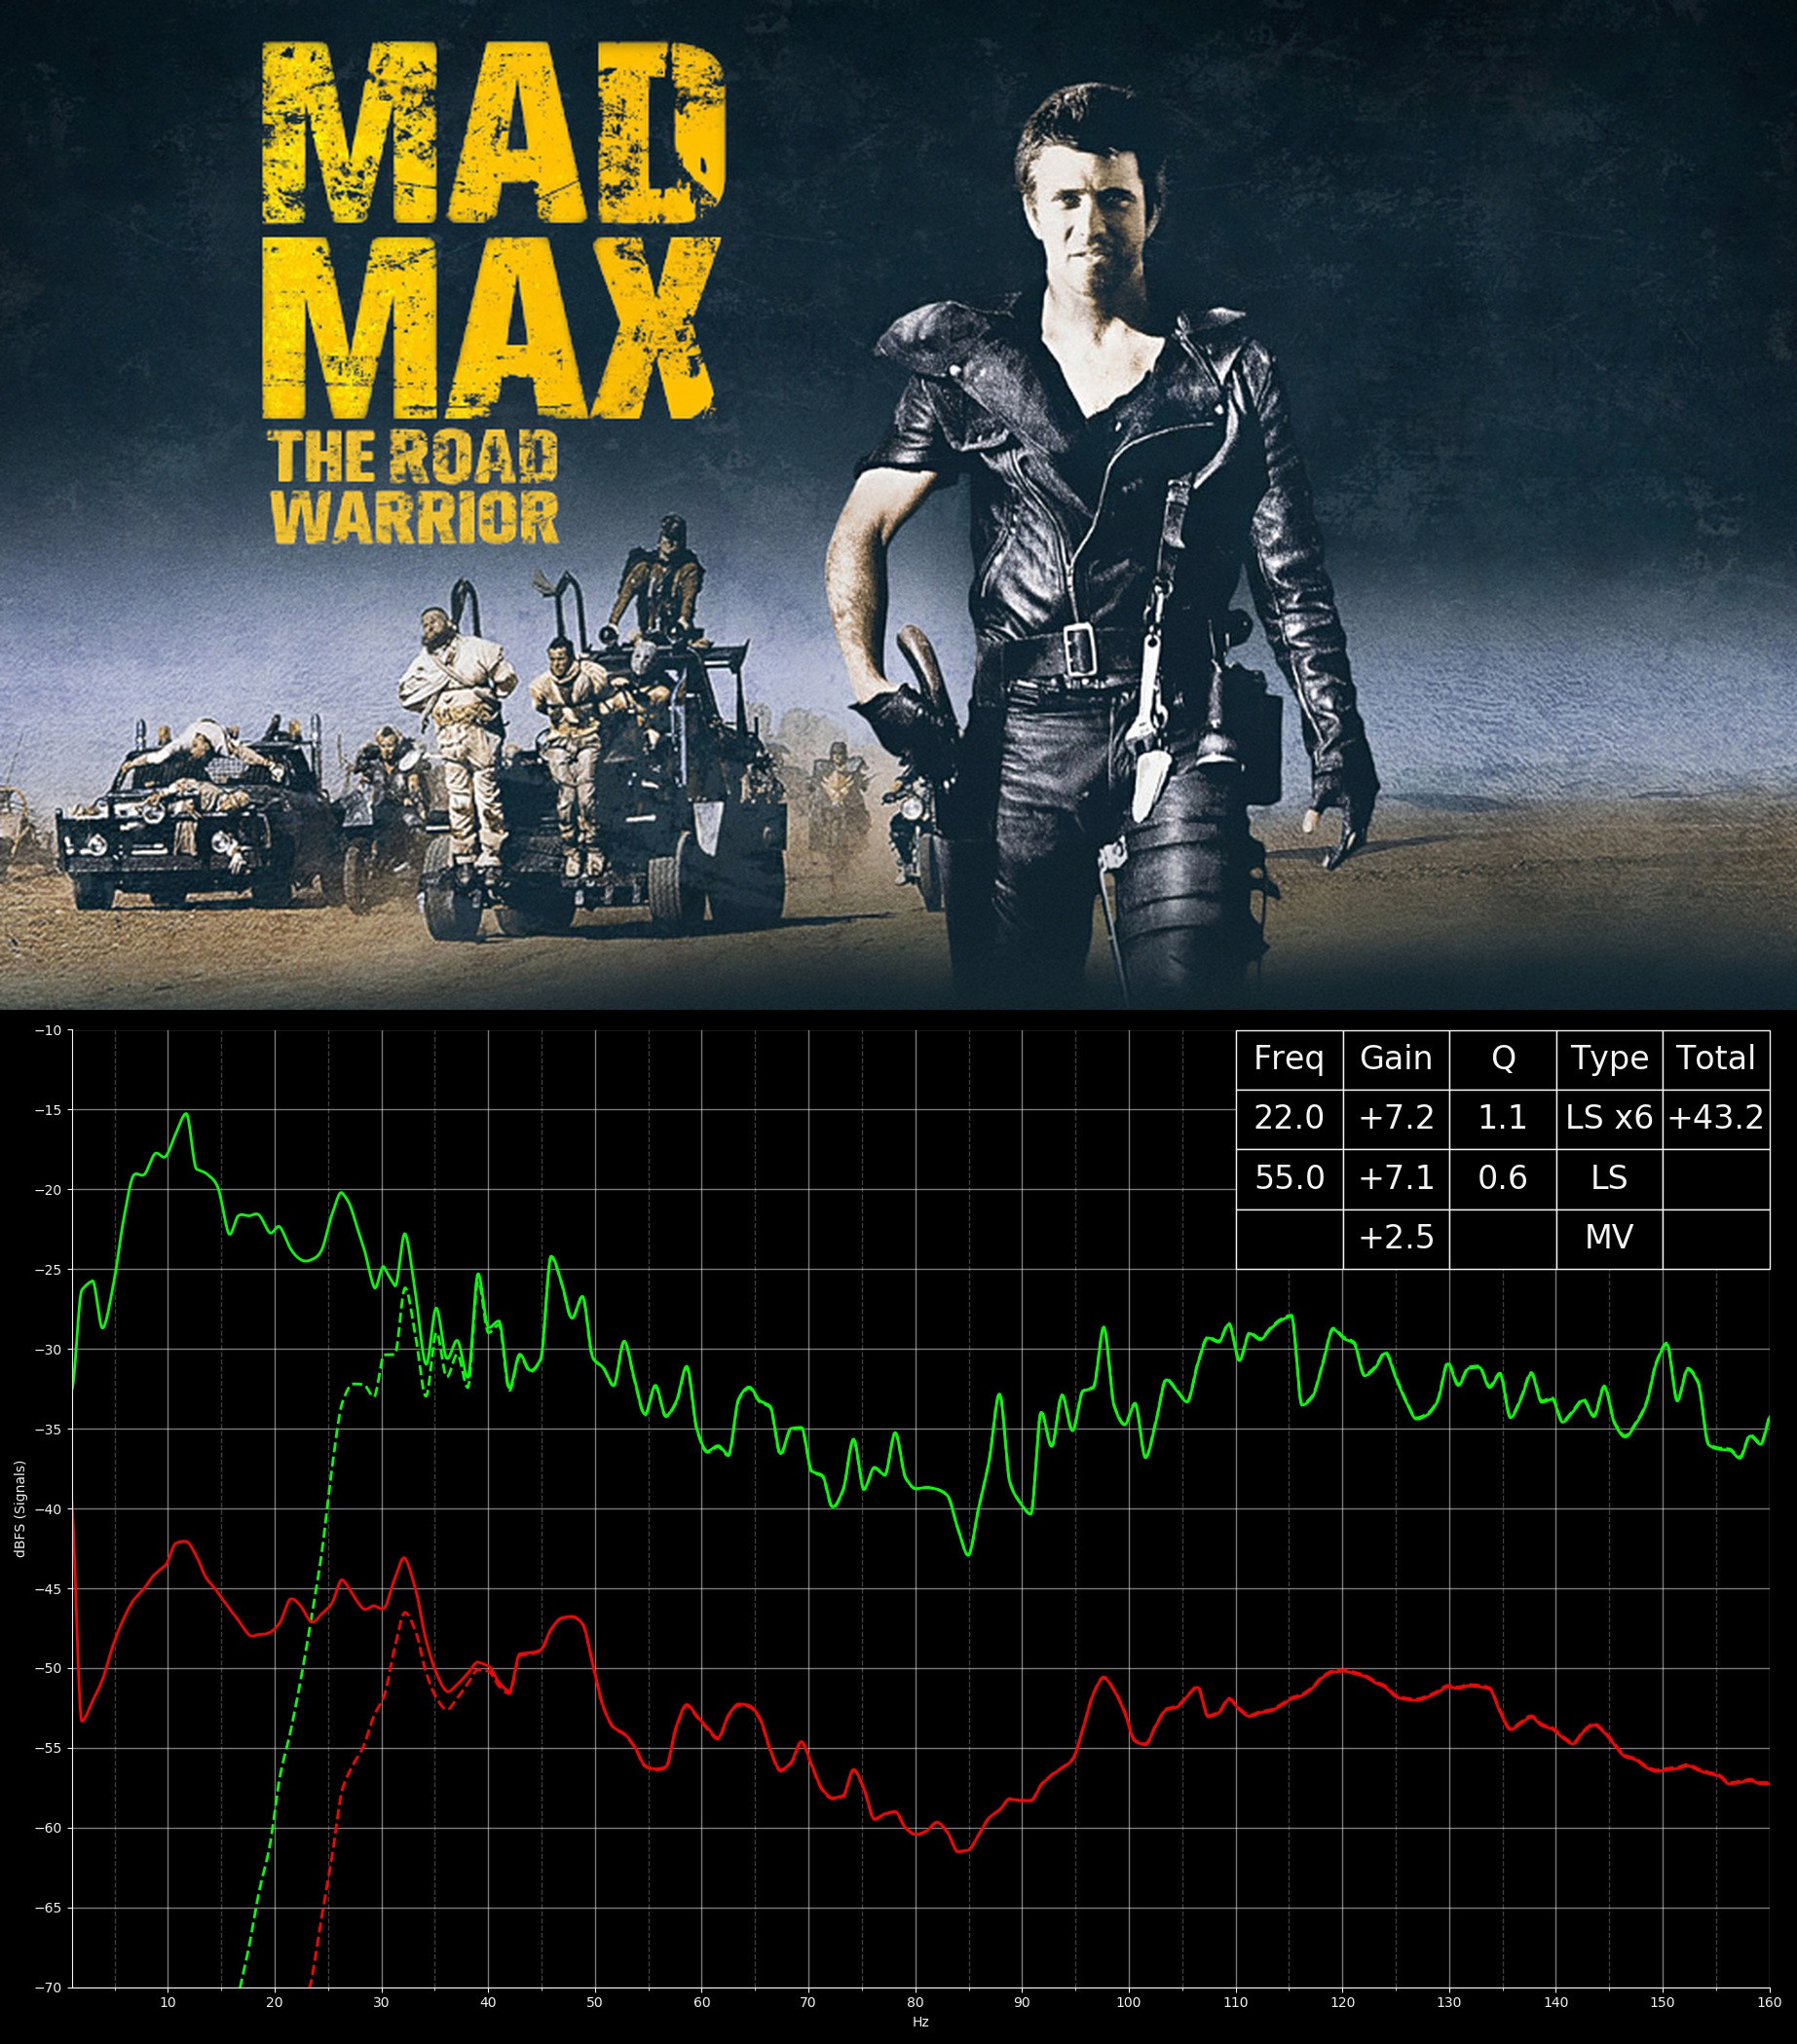 MAD
MAX
THE ROAD
WARRIOR
Freq Gain Q Type Total
22.0 +7.2 1.1 LS x6 +43.2
55.0 +7.1 0.6 LS
+2.5 MV
−10
−15
−20
−25
−30
−35
−40
−45
−50
−55
−60
−65
−70
dBFS (Signals)
10 20 30 40 50 60 70 80 90 100 110 120 130 140 150 160
Hz